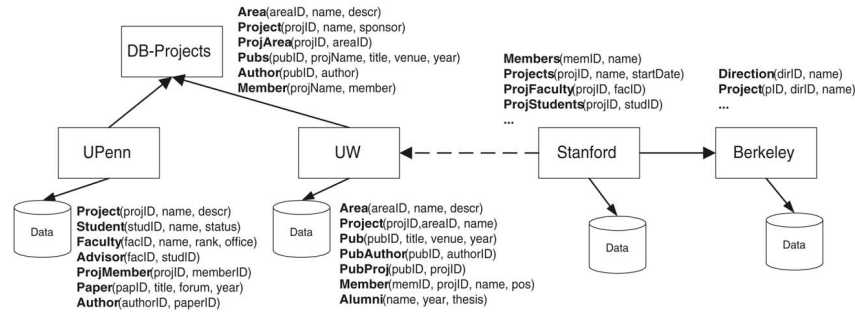 Area(areaID, name, descr)
Project(projID, name, sponsor)
ProjArea(projID, areaID)
Pubs(pubID, projName, title, venue, year)
Author(pubID, author)
Member(projName, member)
DB-Projects
Members(memID, name)
Projects(projID, name, startDate)
ProjFaculty(projID, facID)
ProjStudents(projID, studID)
...
Direction(dirID, name)
Project(pID, dirID, name)
...
UPenn
UW
Stanford
Berkeley
Data
Project(projID, name, descr)
Student(studID, name, status)
Faculty(facID, name, rank, office)
Advisor(facID, studID)
ProjMember(projID, memberID)
Paper(papID, title, forum, year)
Author(authorID, paperID)
Data
Area(areaID, name, descr)
Project(projID,areaID, name)
Pub(pubID, title, venue, year)
PubAuthor(pubID, authorID)
PubProj(pubID, projID)
Member(memID, projID, name, pos)
Alumni(name, year, thesis)
Data
Data